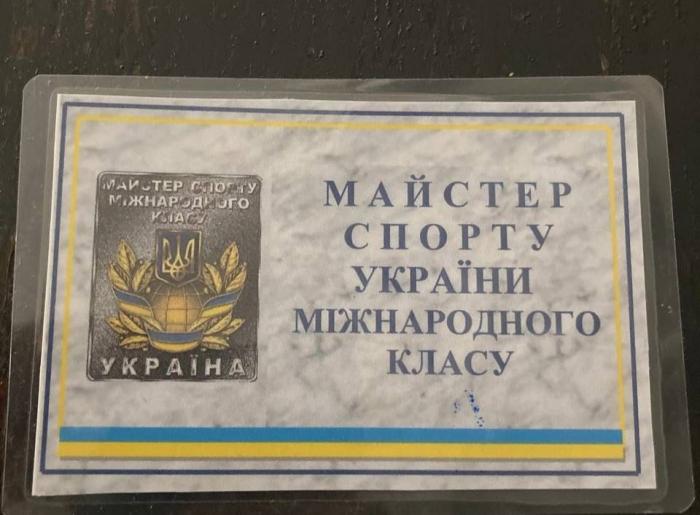 МАЙСТЕР СПОРТУ
МІЖНАРОДНОГО
КЛАСУ
УКРАЇНА
МАЙСТЕР
СПОРТУ
УКРАЇНИ
МІЖНАРОДНОГО
КЛАСУ